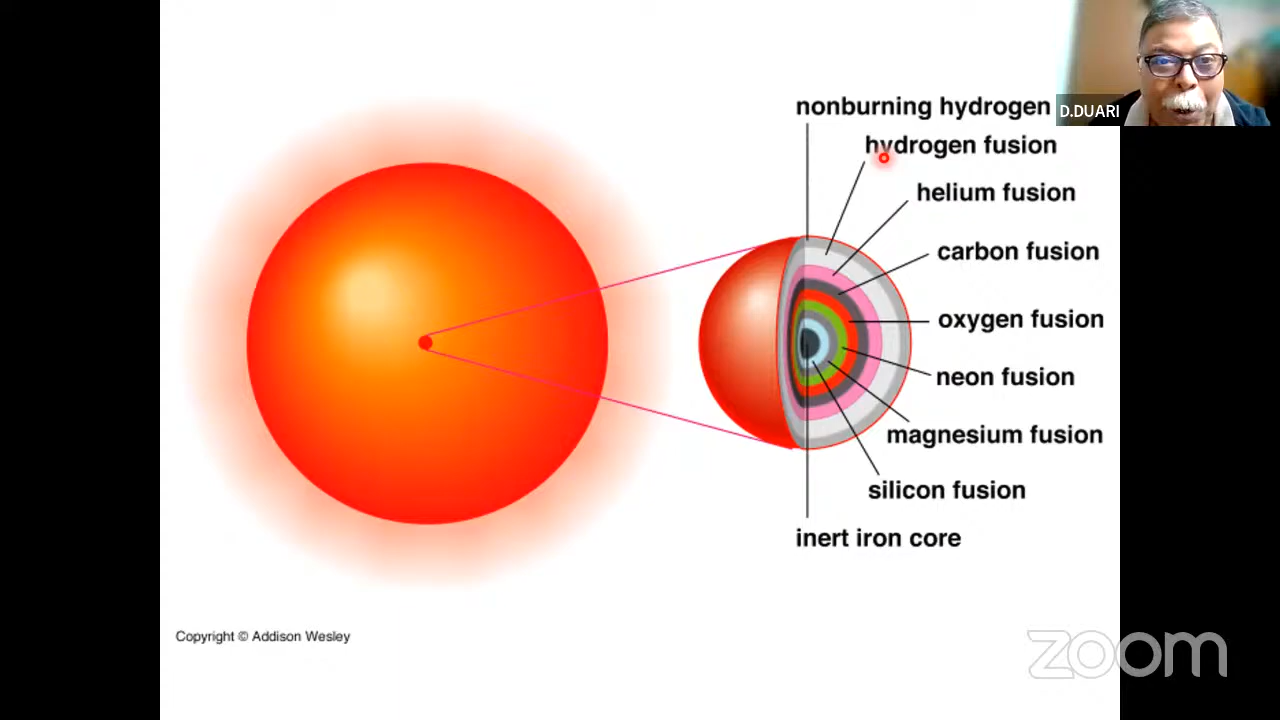 nonburning hydrogen
D.DUARI
hydrogen fusion
helium fusion
carbon fusion
oxygen fusion
neon fusion
magnesium fusion
silicon fusion
inert iron core
Copyright © Addison Wesley
zoom